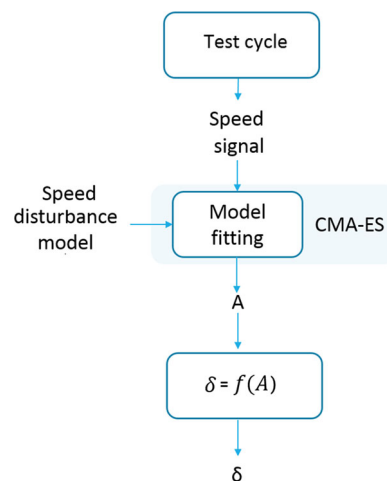 Test cycle
Speed
signal
Speed
disturbance
model
Model
fitting
CMA-ES
A
δ = f(A)
δ